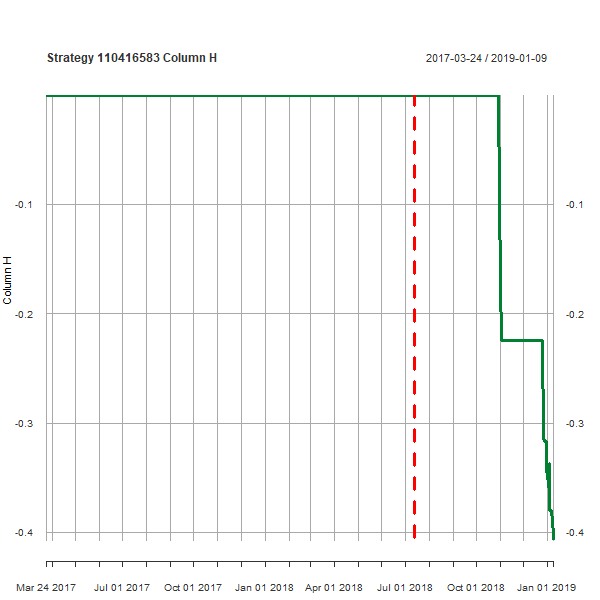 Strategy 110416583 Column H
2017-03-24 / 2019-01-09
-0.1
-0.1
-0.2
-0.2
-0.3
-0.3
-0.4
-0.4
Column H
Mar 24 2017
Jul 01 2017
Oct 01 2017
Jan 01 2018
Apr 01 2018
Jul 01 2018
Oct 01 2018
Jan 01 2019